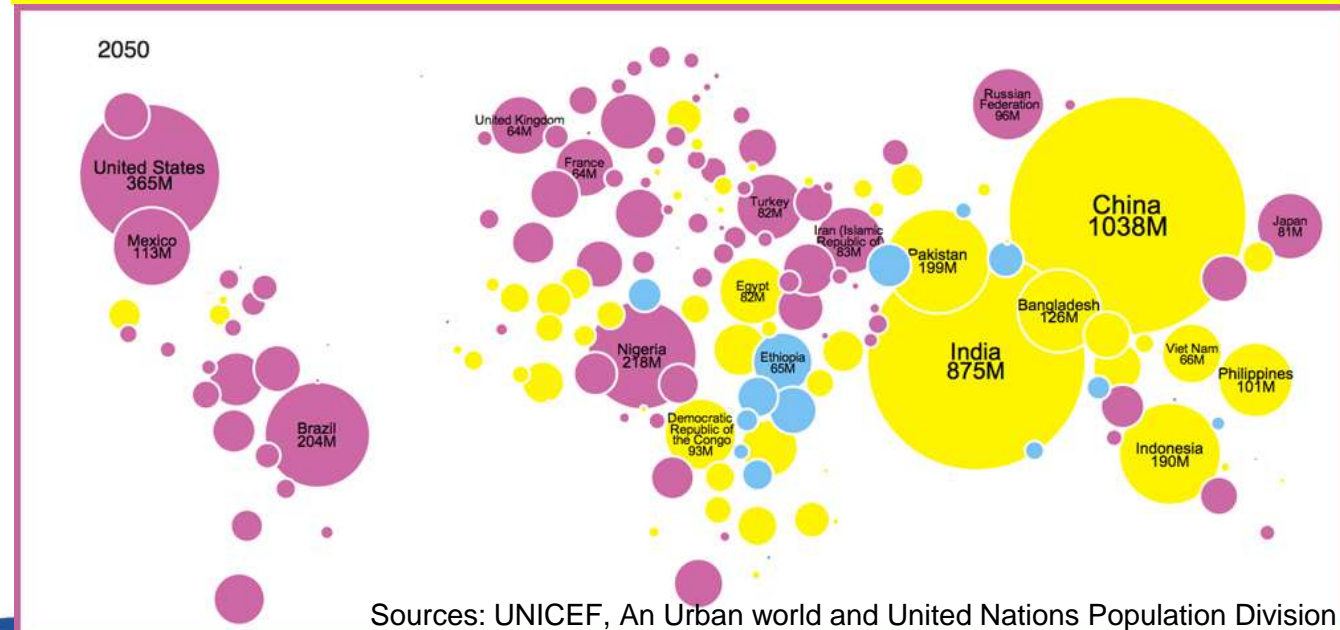 2050
United States
365M
Mexico
113M
Brazil
204M
United Kingdom
64M
France
64M
Turkey
82M
Iran (Islamic
Republic of
83M
Egypt
82M
Nigeria
218M
Ethiopia
65M
Democratic
Republic of
the Congo
93M
Russian
Federation
96M
China
1038M
Japan
81M
Pakistan
199M
Bangladesh
126M
India
875M
Viet Nam
66M
Philippines
101M
Indonesia
190M
Sources: UNICEF, An Urban world and United Nations Population Division